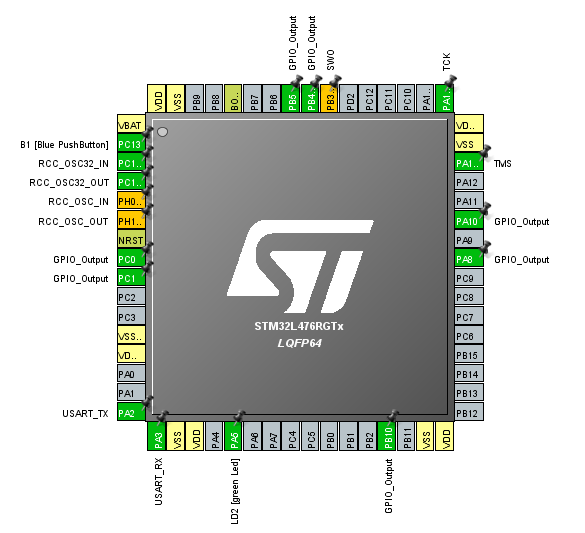 GPIO_Output
GPIO_Output
SWO
TCK
VDD
VSS
PB9
PB8
BO..
PB7
PB6
PB5
PB4..
PB3..
PD2
PC12
PC11
PC10
PA1..
PA1..
VBAT
B1 [Blue PushButton] PC13
RCC_OSC32_IN PC1..
RCC_OSC32_OUT PC1..
RCC_OSC_IN PH0..
RCC_OSC_OUT PH1..
NRST
GPIO_Output PC0
GPIO_Output PC1
PC2
PC3
VSS..
VD..
PA0
PA1
USART_TX PA2
VD..
VSS
PA1.. TMS
PA12
PA11
PA10 GPIO_Output
PA9
PA8 GPIO_Output
PC9
PC8
PC7
PC6
PB15
PB14
PB13
PB12
ST
STM32L476RGTx
LQFP64
PA3
VSS
VDD
PA4
PA5
PA6
PA7
PC4
PC5
PB0
PB1
PB2
PB10
PB11
VSS
VDD
USART_RX
LD2 [green Led]
GPIO_Output